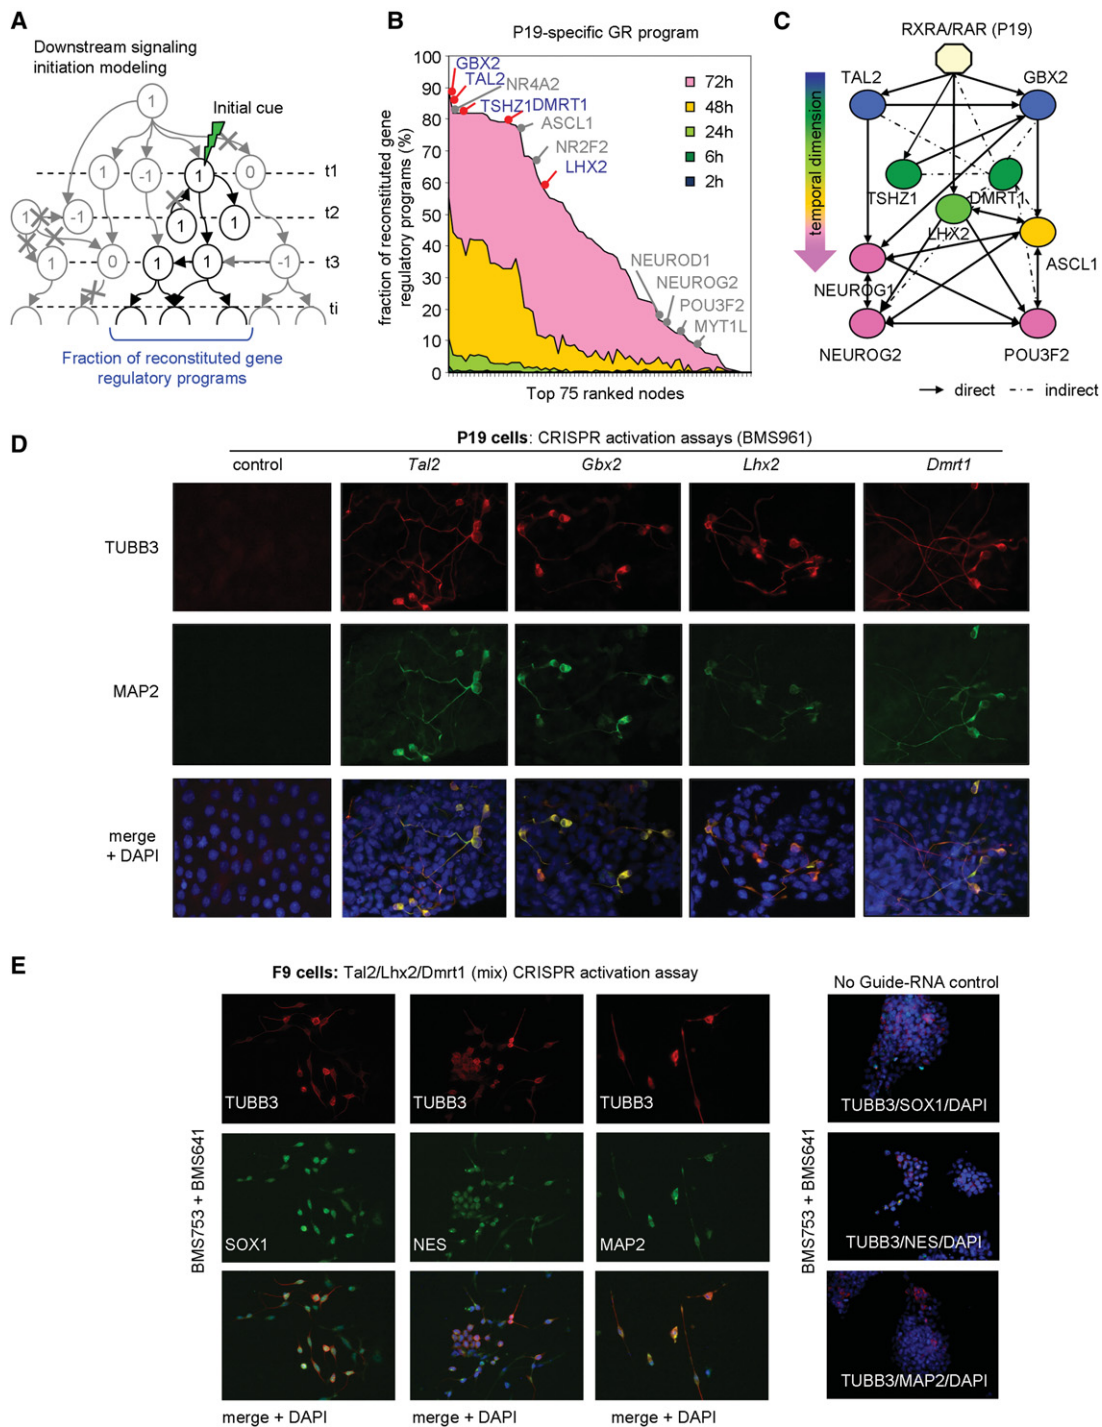 A
Downstream signaling
initiation modeling
Initial cue
1
1
-1
1
0
t1
1
-1
1
1
t2
1
0
1
1
-1
t3
ti
Fraction of reconstituted gene
regulatory programs
B
P19-specific GR program
fraction of reconstituted gene
regulatory programs (%)
100
90
80
70
60
50
40
30
20
10
0
GBX2
TAL2
NR4A2
TSHZ1
DMRT1
ASCL1
NR2F2
LHX2
NEUROD1
NEUROG2
POU3F2
MYT1L
72h
48h
24h
6h
2h
Top 75 ranked nodes
C
RXRA/RAR (P19)
TAL2
GBX2
temporal dimension
TSHZ1
DMRT1
LHX2
ASCL1
NEUROG1
NEUROG2
POU3F2
direct
indirect
D
P19 cells: CRISPR activation assays (BMS961)
control
Tal2
Gbx2
Lhx2
Dmrt1
TUBB3
MAP2
merge
+ DAPI
E
F9 cells: Tal2/Lhx2/Dmrt1 (mix) CRISPR activation assay
BMS753 + BMS641
TUBB3
TUBB3
TUBB3
SOX1
NES
MAP2
merge + DAPI
merge + DAPI
merge + DAPI
No Guide-RNA control
BMS753 + BMS641
TUBB3/SOX1/DAPI
TUBB3/NES/DAPI
TUBB3/MAP2/DAPI